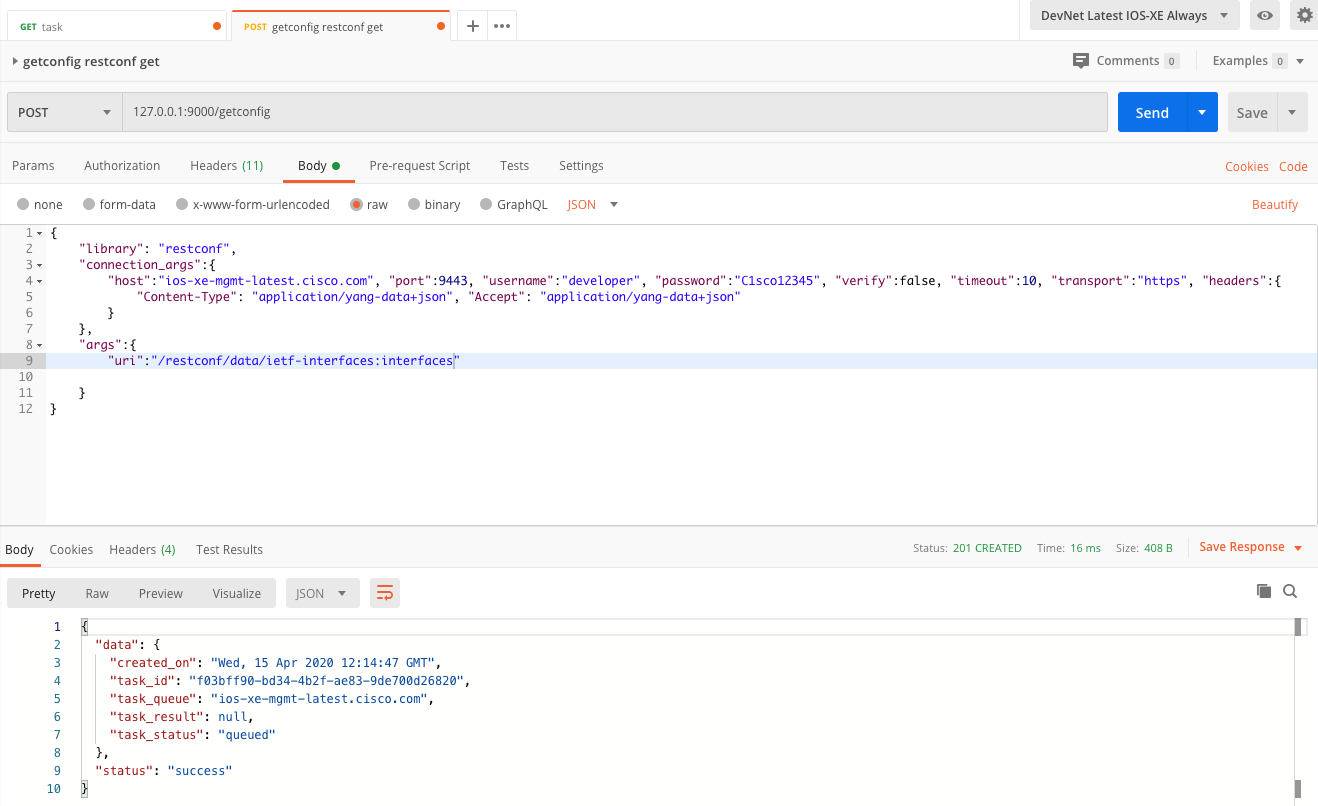 GET task
POST getconfig restconf get
DevNet Latest IOS-XE Always
getconfig restconf get
Comments 0
Examples 0
POST
127.0.0.1:9000/getconfig
Send
Save
Params
Authorization
Headers (11)
Body
Pre-request Script
Tests
Settings
Cookies
Code
none
form-data
x-www-form-urlencoded
raw
binary
GraphQL
JSON
Beautify
1 {
2 "library": "restconf",
3 "connection_args":{
4 "host":"ios-xe-mgmt-latest.cisco.com", "port":9443, "username":"developer", "password":"C1sco12345", "verify":false, "timeout":10, "transport":"https", "headers":{
5 "Content-Type": "application/yang-data+json", "Accept": "application/yang-data+json"
6 }
7 },
8 "args":{
9 "uri":"/restconf/data/ietf-interfaces:interfaces"
10
11 }
12 }
Body
Cookies
Headers (4)
Test Results
Status: 201 CREATED
Time: 16 ms
Size: 408 B
Save Response
Pretty
Raw
Preview
Visualize
JSON
1 {
2 "data": {
3 "created_on": "Wed, 15 Apr 2020 12:14:47 GMT",
4 "task_id": "f03bff90-bd34-4b2f-ae83-9de700d26820",
5 "task_queue": "ios-xe-mgmt-latest.cisco.com",
6 "task_result": null,
7 "task_status": "queued"
8 },
9 "status": "success"
10 }